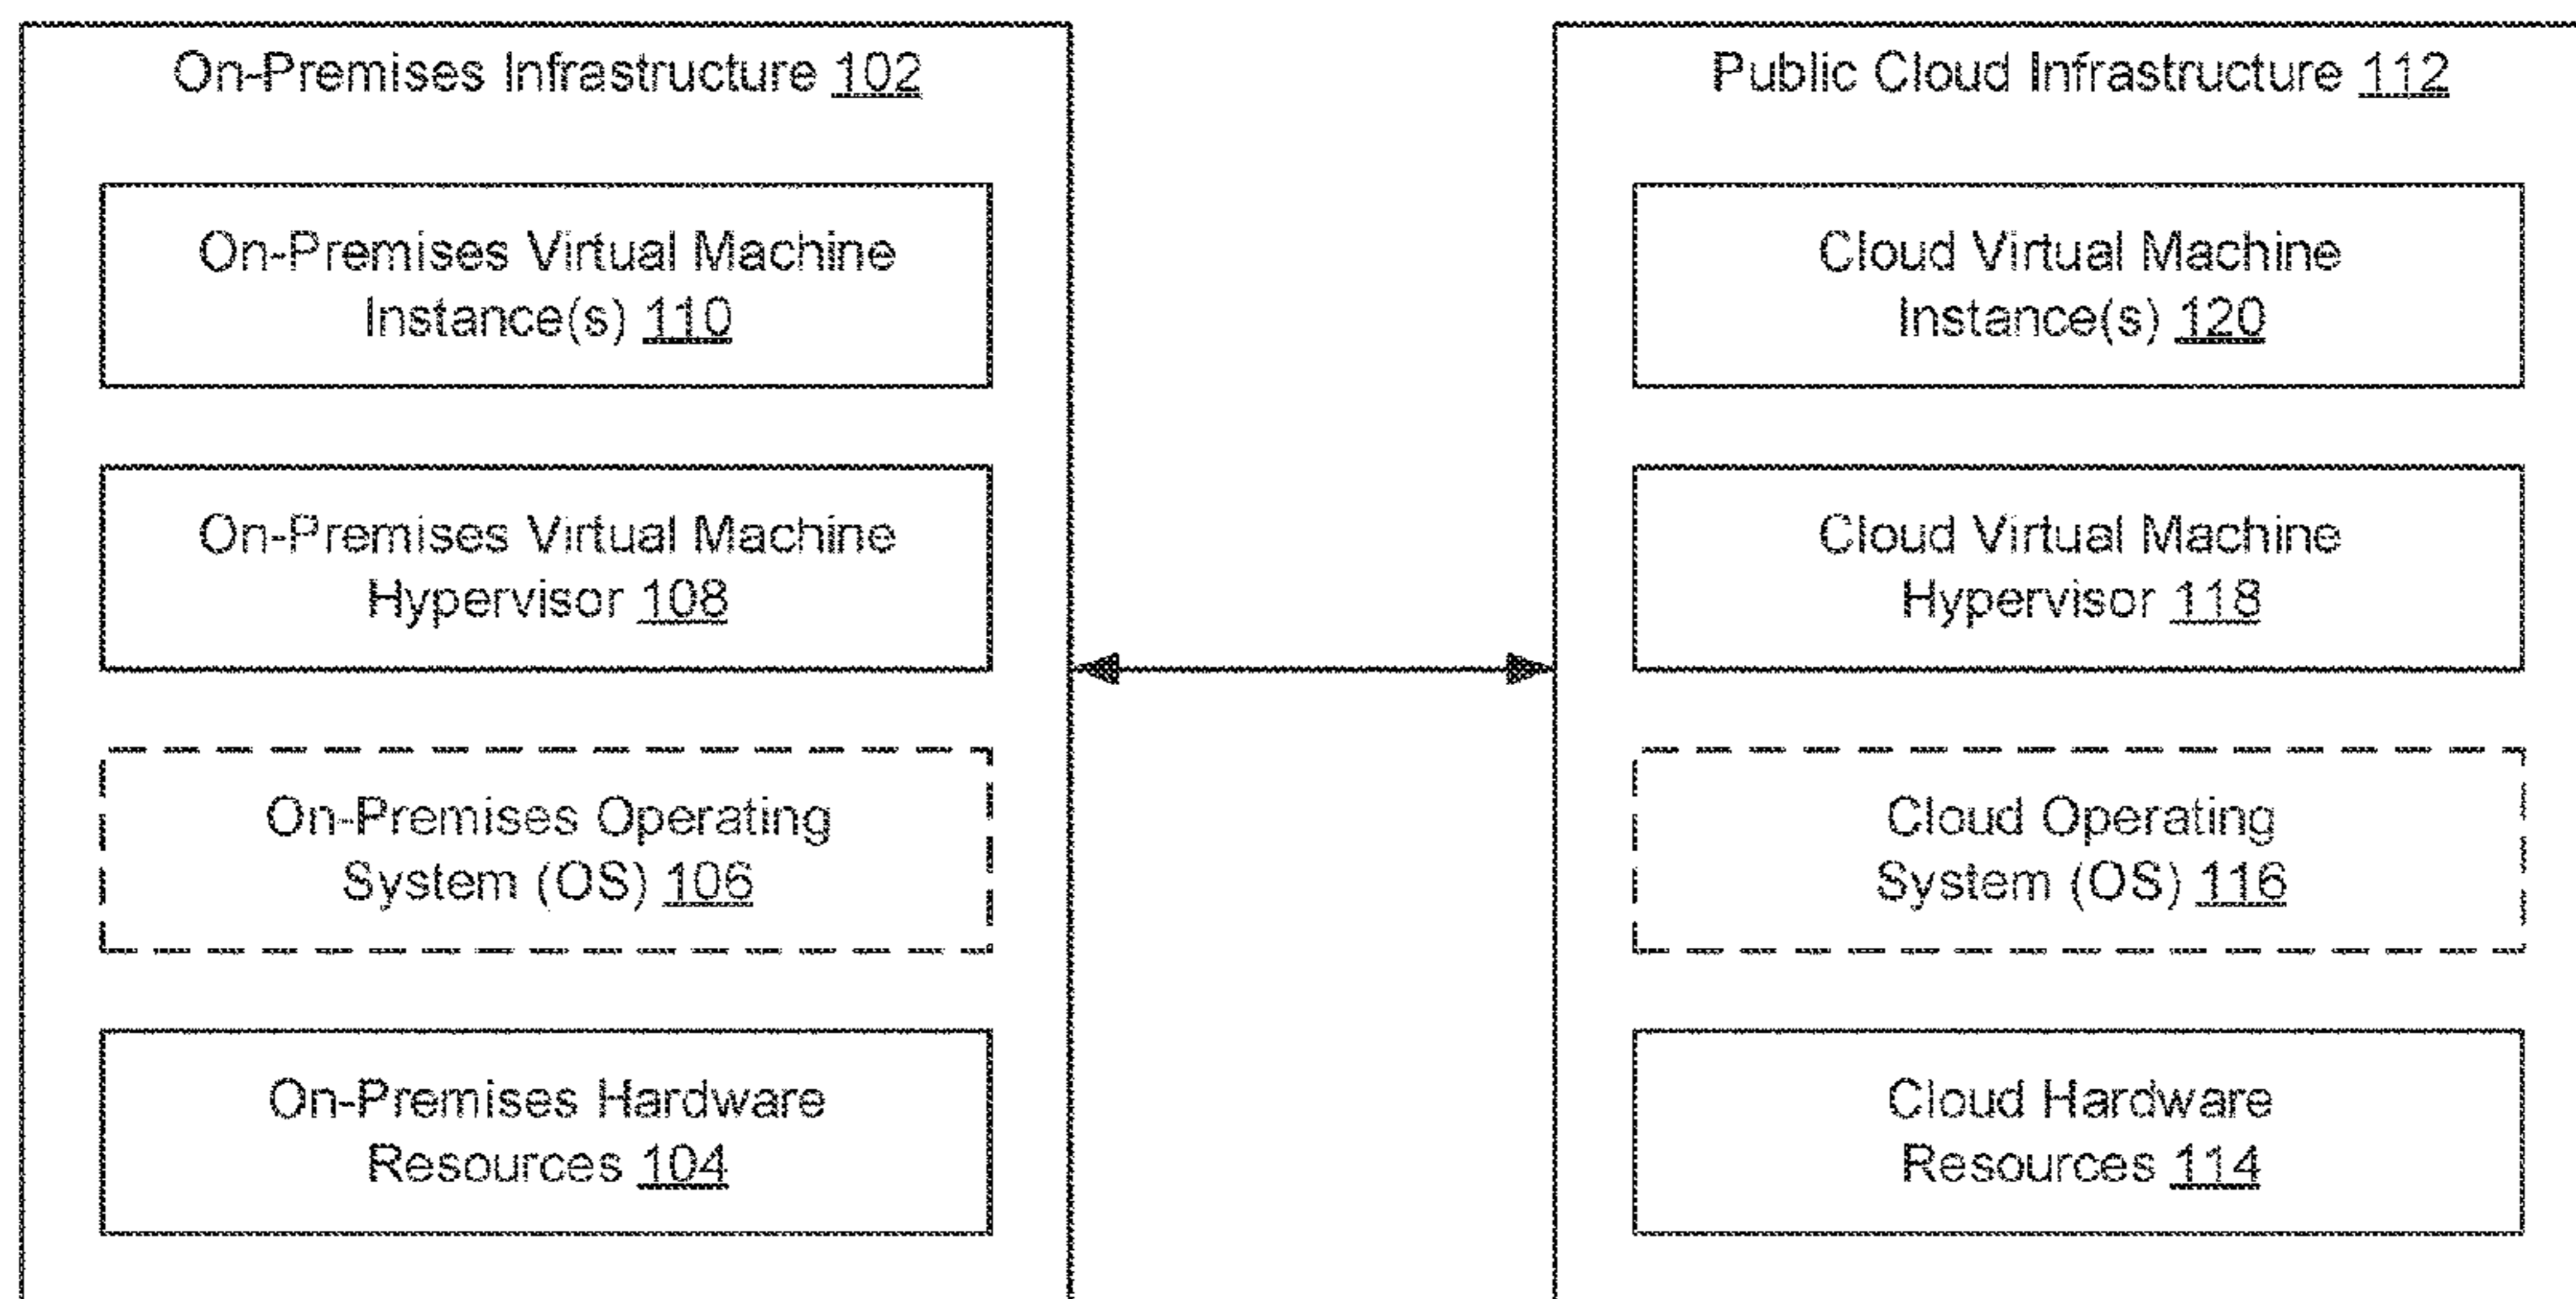 On-Premises Infrastructure 102
On-Premises Virtual Machine
Instance(s) 110
On-Premises Virtual Machine
Hypervisor 108
On-Premises Operating
System (OS) 106
On-Premises Hardware
Resources 104
Public Cloud Infrastructure 112
Cloud Virtual Machine
Instance(s) 120
Cloud Virtual Machine
Hypervisor 118
Cloud Operating
System (OS) 116
Cloud Hardware
Resources 114